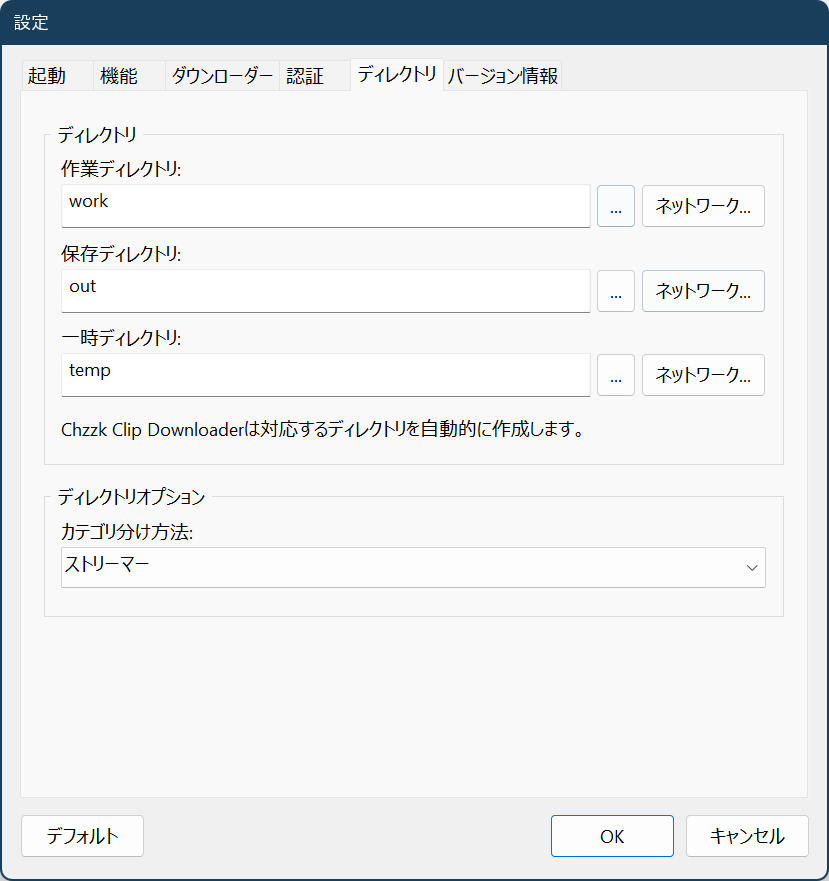 設定
起動 機能 ダウンローダー 認証 ディレクトリ バージョン情報
ディレクトリ
作業ディレクトリ:
work ... ネットワーク...
保存ディレクトリ:
out ... ネットワーク...
一時ディレクトリ:
temp ... ネットワーク...
Chzzk Clip Downloaderは対応するディレクトリを自動的に作成します。
ディレクトリオプション
カテゴリ分け方法:
ストリーマー
デフォルト OK キャンセル